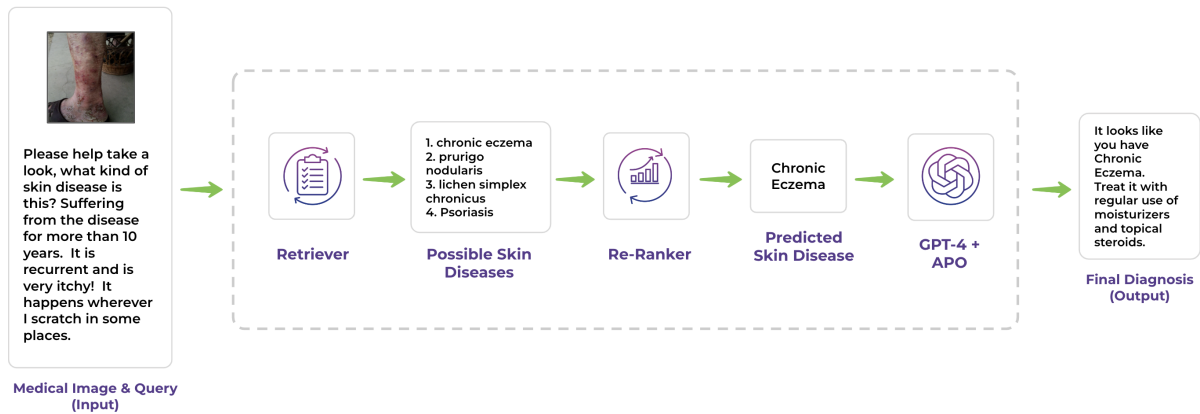 Please help take a
look, what kind of
skin disease is
this? Suffering
from the disease
for more than 10
years.  It is
recurrent and is
very itchy!  It
happens wherever
I scratch in some
places.
Medical Image & Query
(Input)
Retriever
1. chronic eczema
2. prurigo
nodularis
3. lichen simplex
chronicus
4. Psoriasis
Possible Skin
Diseases
Re-Ranker
Chronic
Eczema
Predicted
Skin Disease
GPT-4 +
APO
It looks like
you have
Chronic
Eczema.
Treat it with
regular use of
moisturizers
and topical
steroids.
Final Diagnosis
(Output)